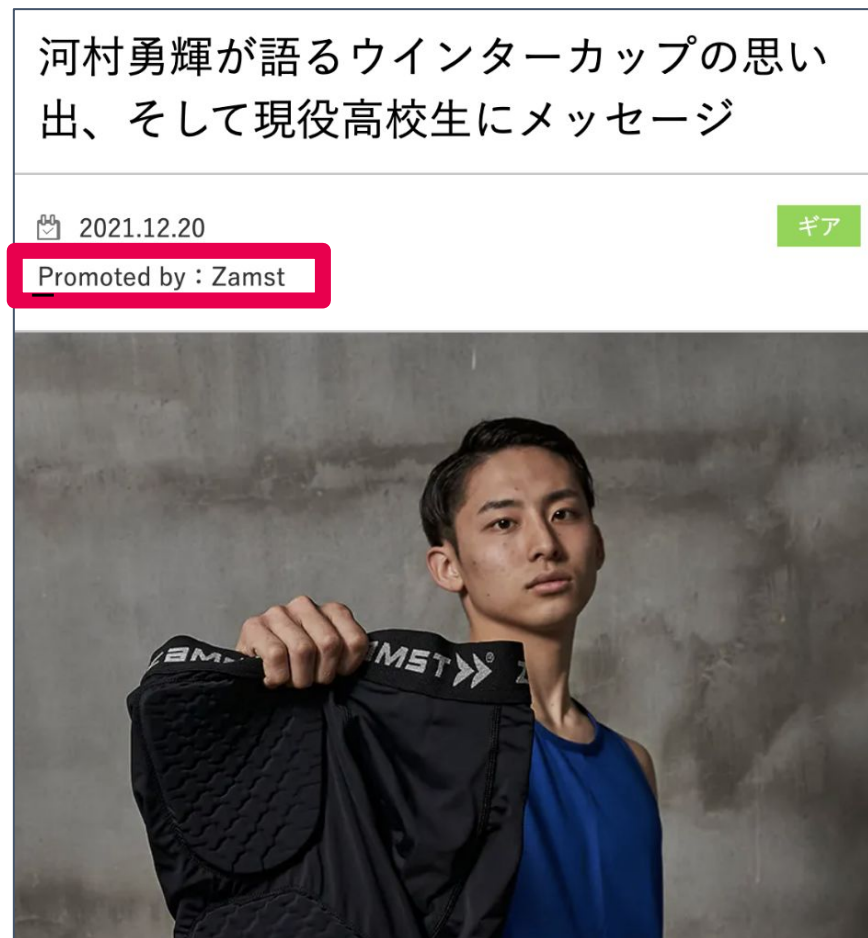 河村勇輝が語るウインターカップの思い
出、そして現役高校生にメッセージ
2021.12.20
ギア
Promoted by：Zamst
ZAMST